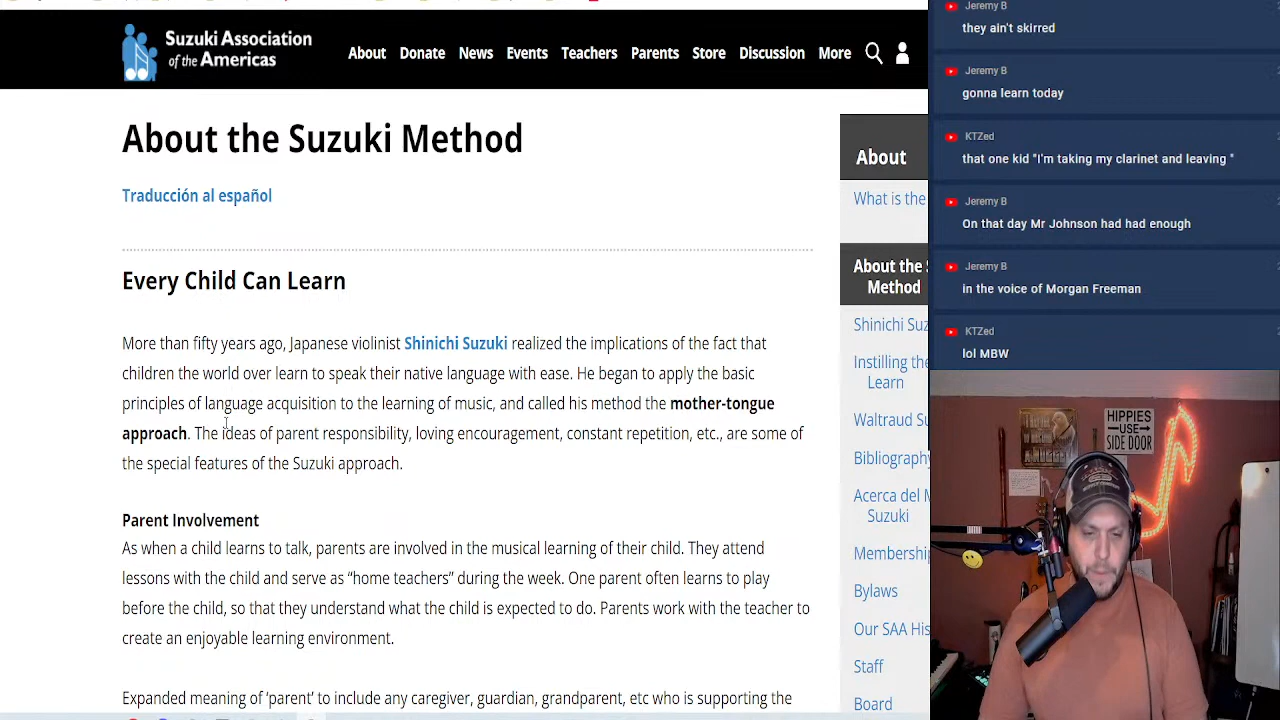 Suzuki Association
of the Americas
About Donate News Events Teachers Parents Store Discussion More
About the Suzuki Method
Traducción al español
Every Child Can Learn
More than fifty years ago, Japanese violinist Shinichi Suzuki realized the implications of the fact that
children the world over learn to speak their native language with ease. He began to apply the basic
principles of language acquisition to the learning of music, and called his method the mother-tongue
approach. The ideas of parent responsibility, loving encouragement, constant repetition, etc., are some of
the special features of the Suzuki approach.
Parent Involvement
As when a child learns to talk, parents are involved in the musical learning of their child. They attend
lessons with the child and serve as “home teachers” during the week. One parent often learns to play
before the child, so that they understand what the child is expected to do. Parents work with the teacher to
create an enjoyable learning environment.
Expanded meaning of ‘parent’ to include any caregiver, guardian, grandparent, etc who is supporting the
About
What is the
About the S
Method
Shinichi Suz
Instilling the
Learn
Waltraud Su
Bibliography
Acerca del M
Suzuki
Membership
Bylaws
Our SAA His
Staff
Board
Jeremy B
they ain't skirred
Jeremy B
gonna learn today
KTZed
that one kid "I'm taking my clarinet and leaving "
Jeremy B
On that day Mr Johnson had had enough
Jeremy B
in the voice of Morgan Freeman
KTZed
lol MBW
HIPPIES
USE
SIDE DOOR